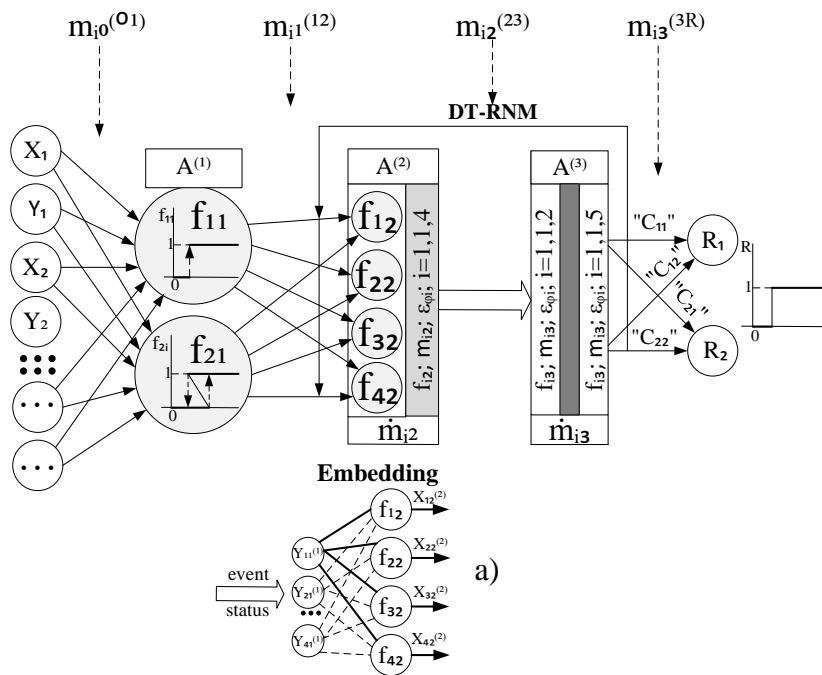 mᵢ₀⁽⁰¹⁾
mᵢ₁⁽¹²⁾
mᵢ₂⁽²³⁾
mᵢ₃⁽³ᴿ⁾
DT-RNM
X₁
Y₁
X₂
Y₂
•••
•••
•••
•••
A⁽¹⁾
f₁₁
f₁₁
1
0
f₂ᵢ
f₂₁
1
0
A⁽²⁾
f₁₂
f₂₂
f₃₂
f₄₂
fᵢ₂; mᵢ₂; εφᵢ; i=1,1,4
ṁᵢ₂
A⁽³⁾
fᵢ₃, mᵢ₃; εφᵢ; i=1,1,2
fᵢ₃; mᵢ₃, εφᵢ; i=1,1,5
ṁᵢ₃
"C₁₁"
"C₁₂"
"C₂₁"
"C₂₂"
R₁
R₂
R
1
0
Embedding
event
status
Y₁₁⁽¹⁾
Y₂₁⁽¹⁾
•••
Y₄₁⁽¹⁾
f₁₂
f₂₂
f₃₂
f₄₂
X₁₂⁽²⁾
X₂₂⁽²⁾
X₃₂⁽²⁾
X₄₂⁽²⁾
a)